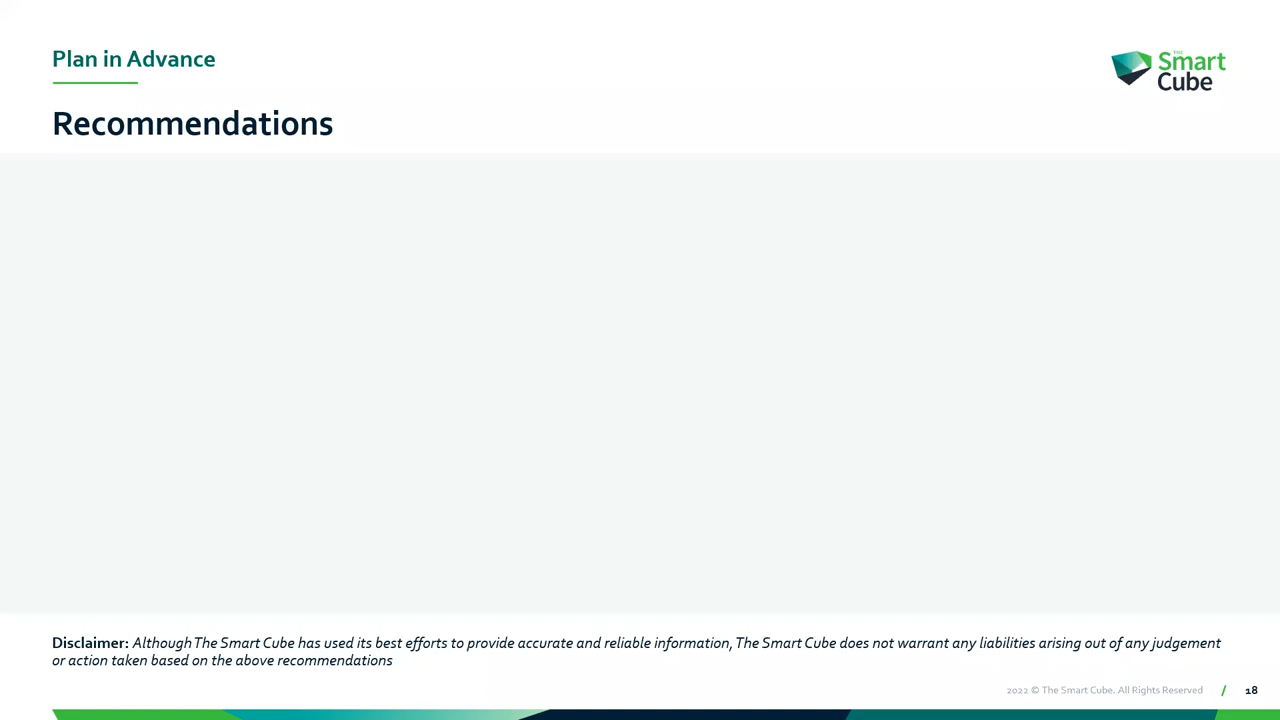 Plan in Advance
THE
Smart
Cube
Recommendations
Disclaimer: Although The Smart Cube has used its best efforts to provide accurate and reliable information, The Smart Cube does not warrant any liabilities arising out of any judgement
or action taken based on the above recommendations
2022 © The Smart Cube. All Rights Reserved / 18